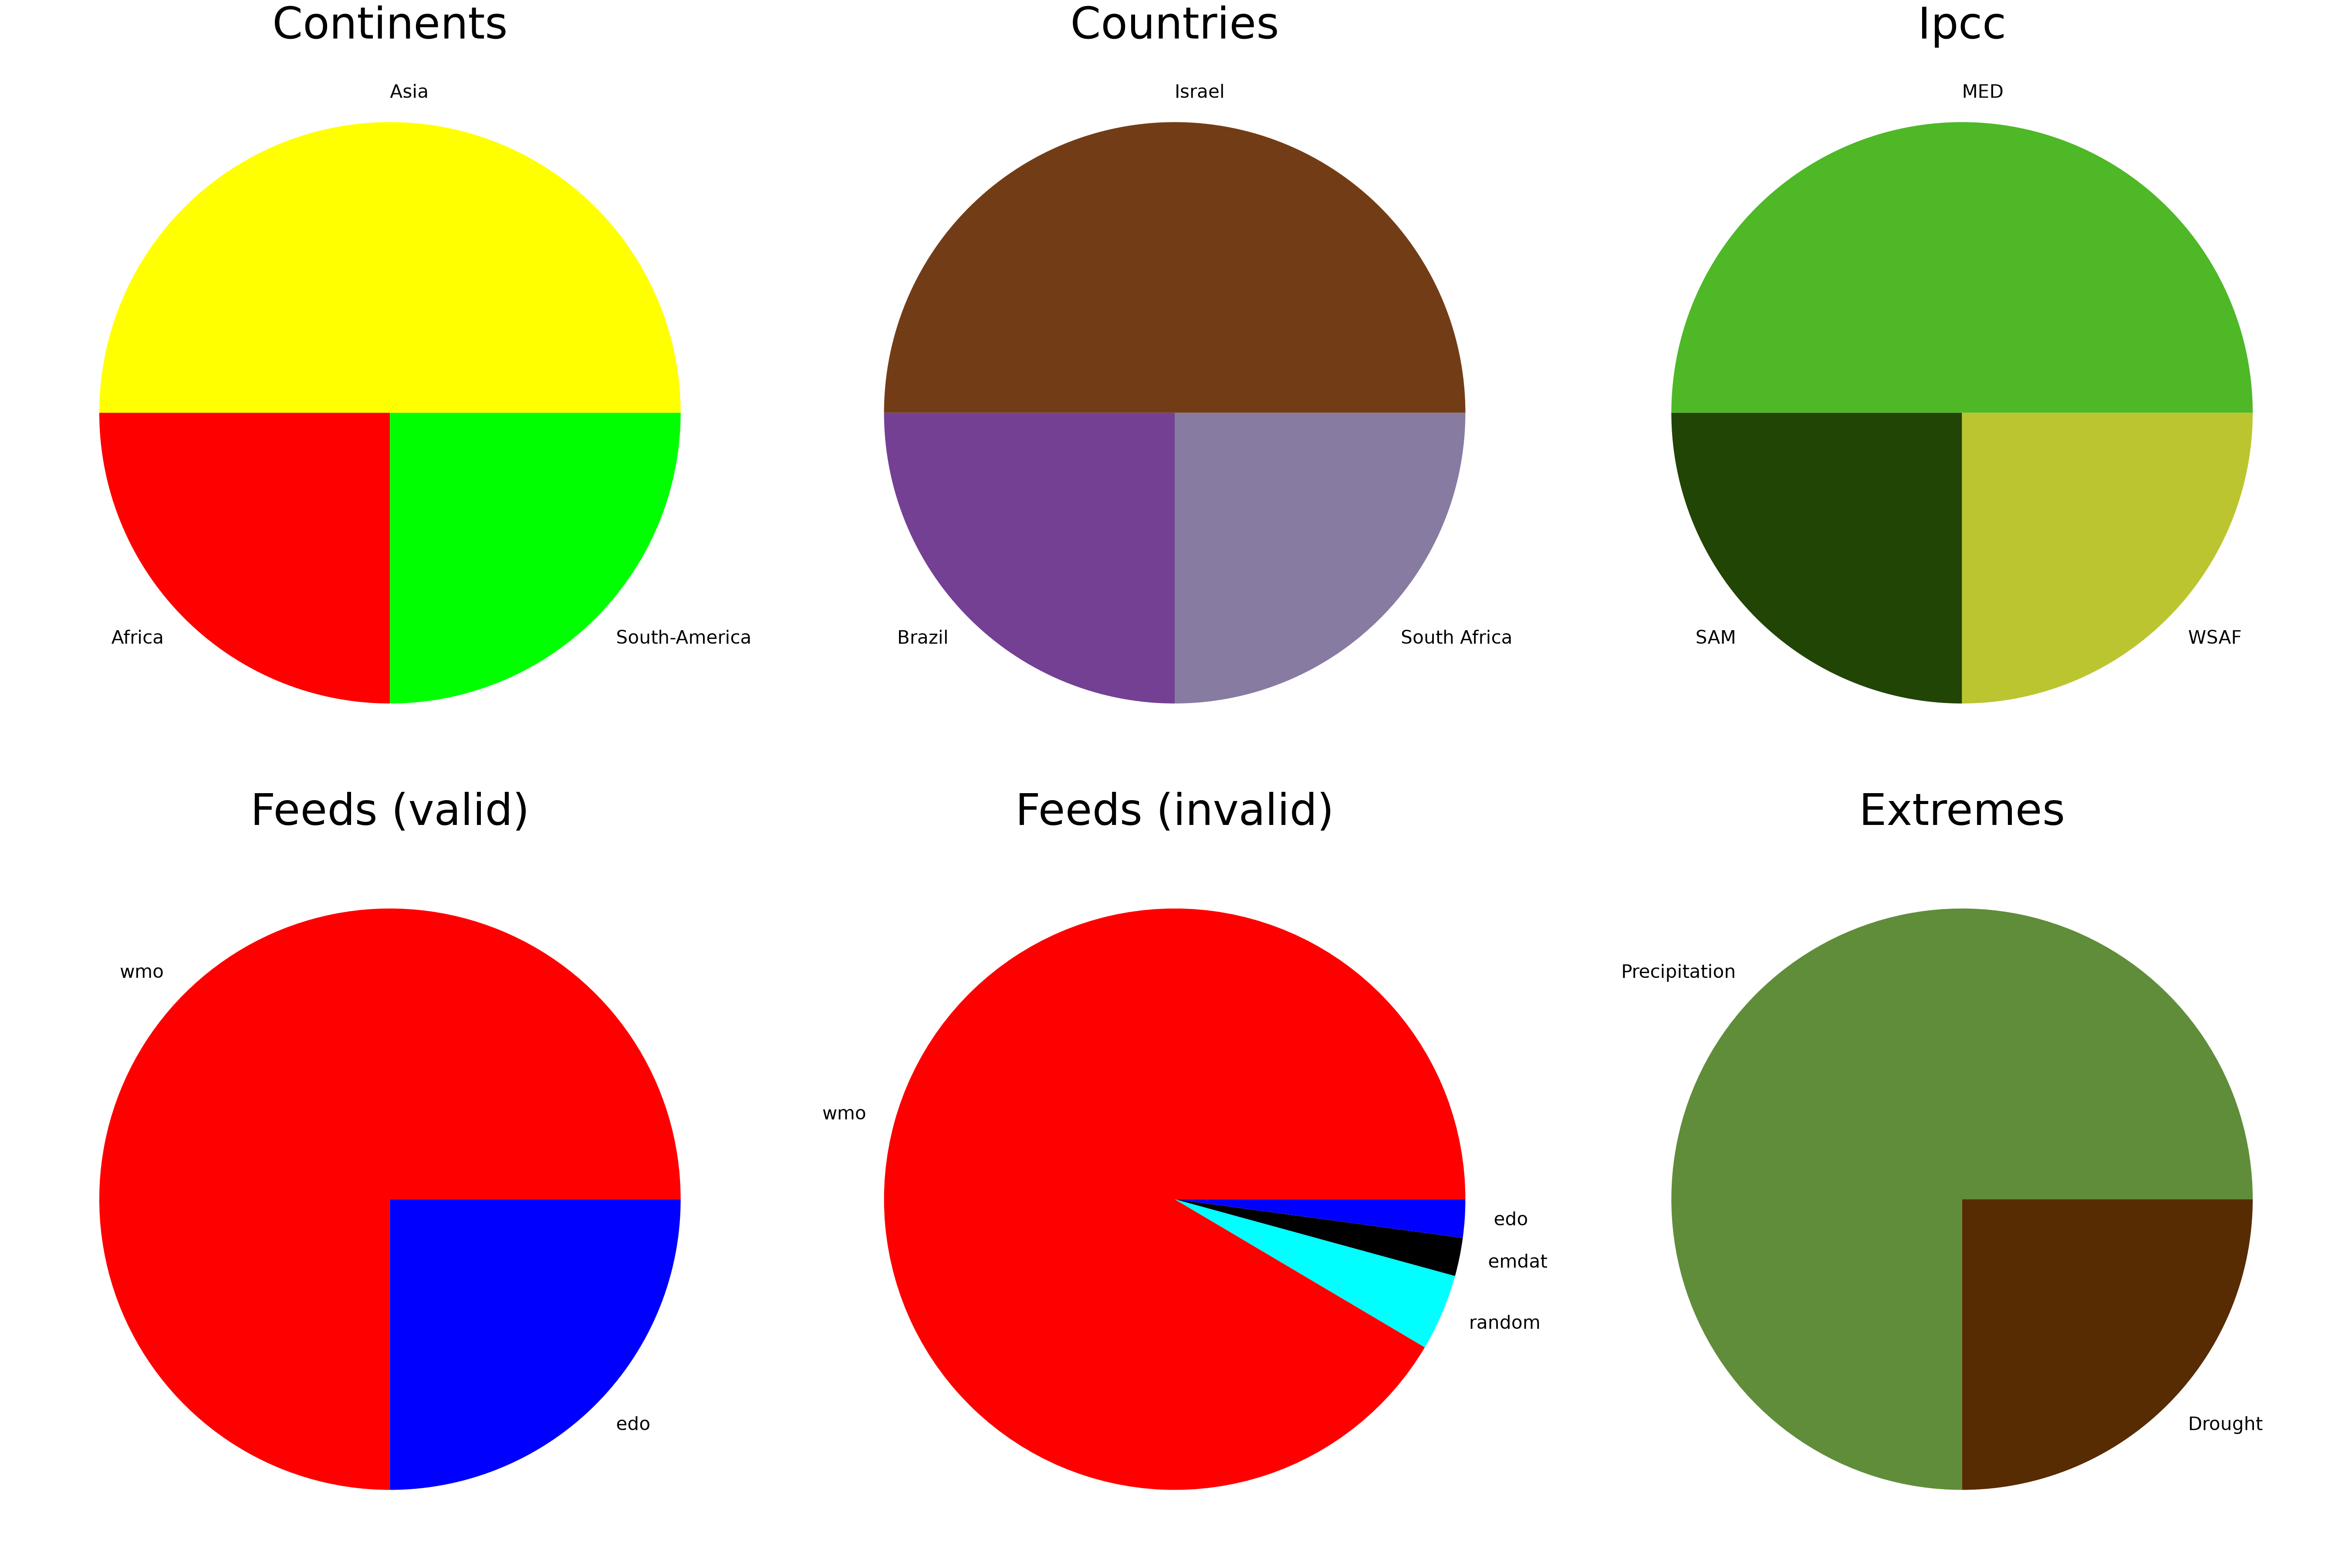 Continents
Asia
Africa
South-America
Countries
Israel
Brazil
South Africa
Ipcc
MED
SAM
WSAF
Feeds (valid)
wmo
edo
Feeds (invalid)
wmo
edo
emdat
random
Extremes
Precipitation
Drought